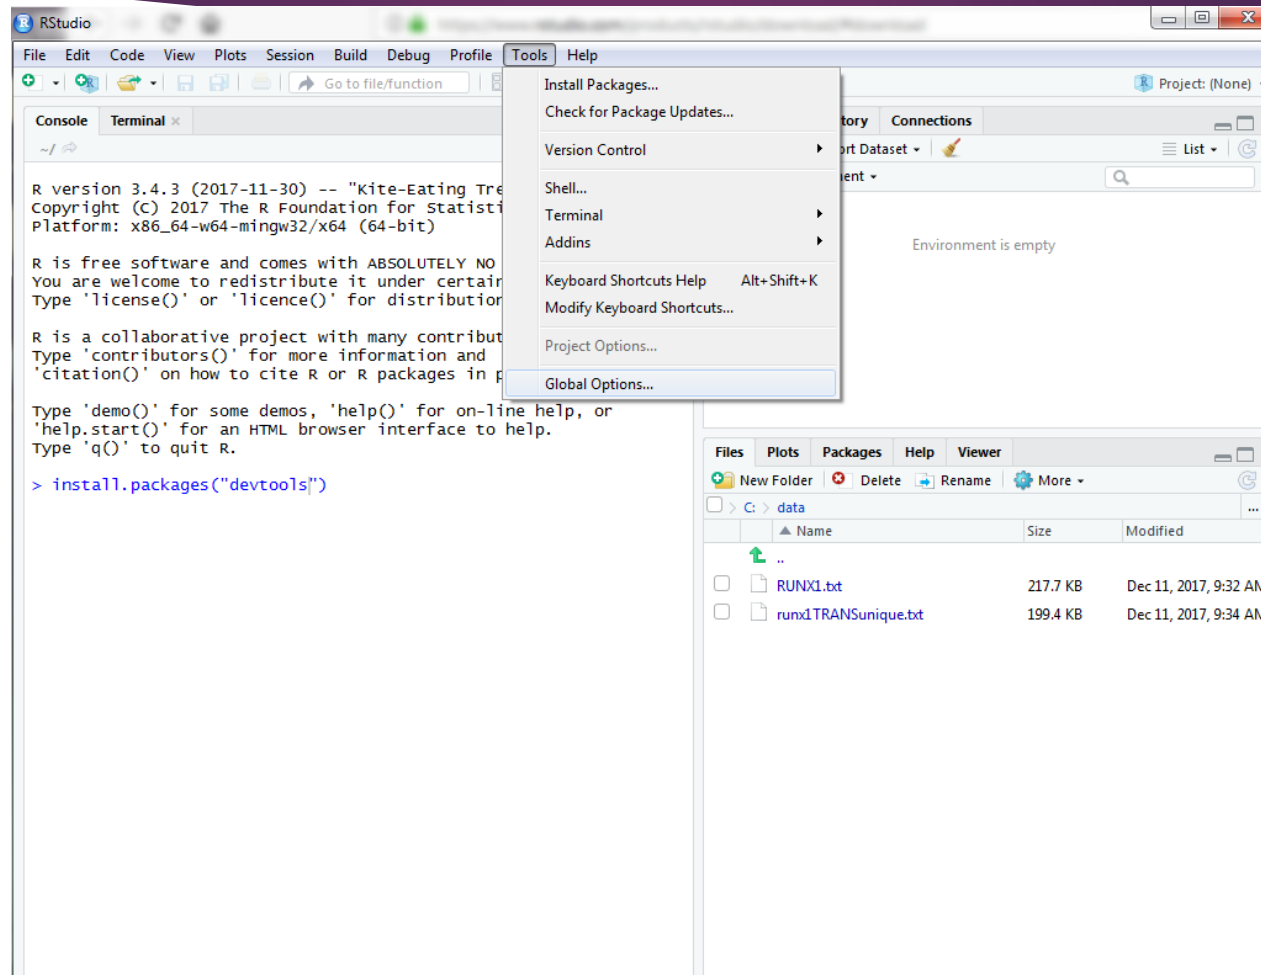 RStudio
File Edit Code View Plots Session Build Debug Profile Tools Help
Go to file/function
Project: (None)
Install Packages...
Check for Package Updates...
Version Control
Shell...
Terminal
Addins
Keyboard Shortcuts Help Alt+Shift+K
Modify Keyboard Shortcuts...
Project Options...
Global Options...
Console Terminal
~/
R version 3.4.3 (2017-11-30) -- "Kite-Eating Tre
Copyright (C) 2017 The R Foundation for Statisti
Platform: x86_64-w64-mingw32/x64 (64-bit)
R is free software and comes with ABSOLUTELY NO
You are welcome to redistribute it under certain
Type 'license()' or 'licence()' for distribution
R is a collaborative project with many contribut
Type 'contributors()' for more information and
'citation()' on how to cite R or R packages in p
Type 'demo()' for some demos, 'help()' for on-line help, or
'help.start()' for an HTML browser interface to help.
Type 'q()' to quit R.
> install.packages("devtools")
tory Connections
ort Dataset List
ent
Environment is empty
Files Plots Packages Help Viewer
New Folder Delete Rename More
C: > data ...
Name Size Modified
..
RUNX1.txt 217.7 KB Dec 11, 2017, 9:32 AM
runx1TRANSunique.txt 199.4 KB Dec 11, 2017, 9:34 AM